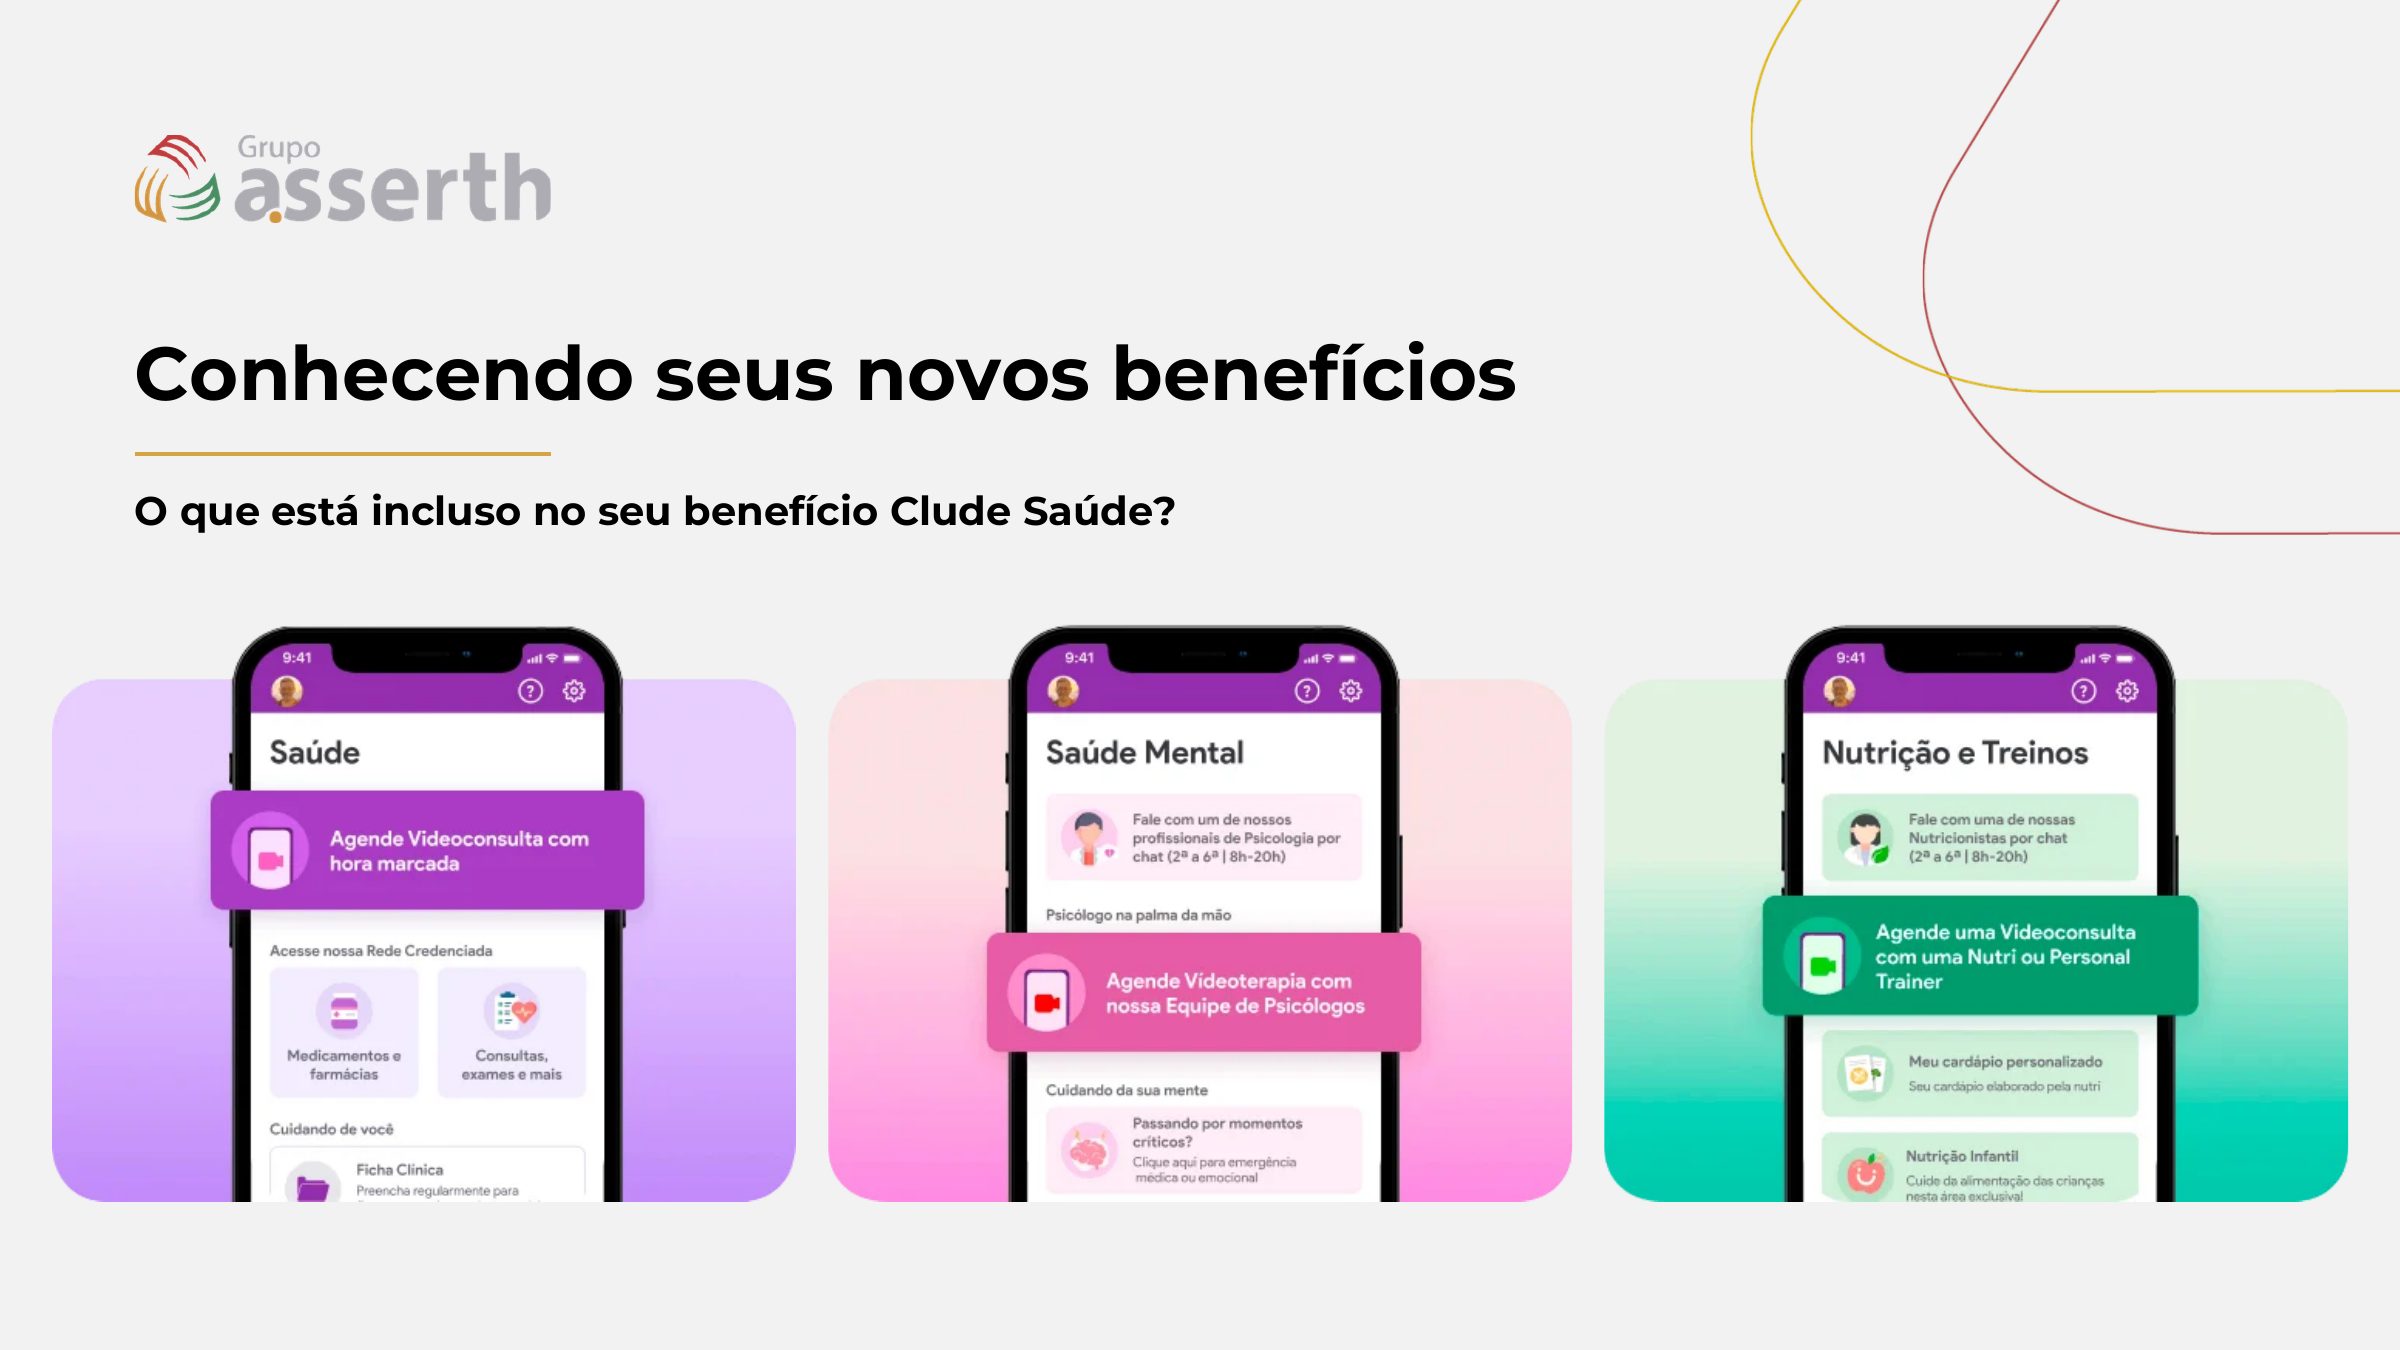 Grupo
asserth
Conhecendo seus novos benefícios
O que está incluso no seu benefício Clude Saúde?
9:41
Saúde
Agende Videoconsulta com
hora marcada
Acesse nossa Rede Credenciada
Medicamentos e
farmácias
Consultas,
exames e mais
Cuidando de você
Ficha Clínica
Preencha regularmente para
9:41
Saúde Mental
Fale com um de nossos
profissionais de Psicologia por
chat (2ª a 6ª | 8h-20h)
Psicólogo na palma da mão
Agende Vídeoterapia com
nossa Equipe de Psicólogos
Cuidando da sua mente
Passando por momentos
críticos?
Clique aqui para emergência
médica ou emocional
9:41
Nutrição e Treinos
Fale com uma de nossas
Nutricionistas por chat
(2ª a 6ª | 8h-20h)
Agende uma Videoconsulta
com uma Nutri ou Personal
Trainer
Meu cardápio personalizado
Seu cardápio elaborado pela nutri
Nutrição Infantil
Cuide da alimentação das crianças
nesta área exclusiva!